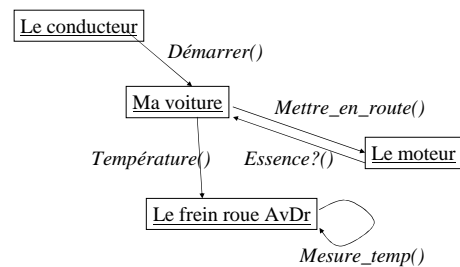 Le conducteur
Démarrer()
Ma voiture
Mettre_en_route()
Température()
Essence?()
Le moteur
Le frein roue AvDr
Mesure_temp()